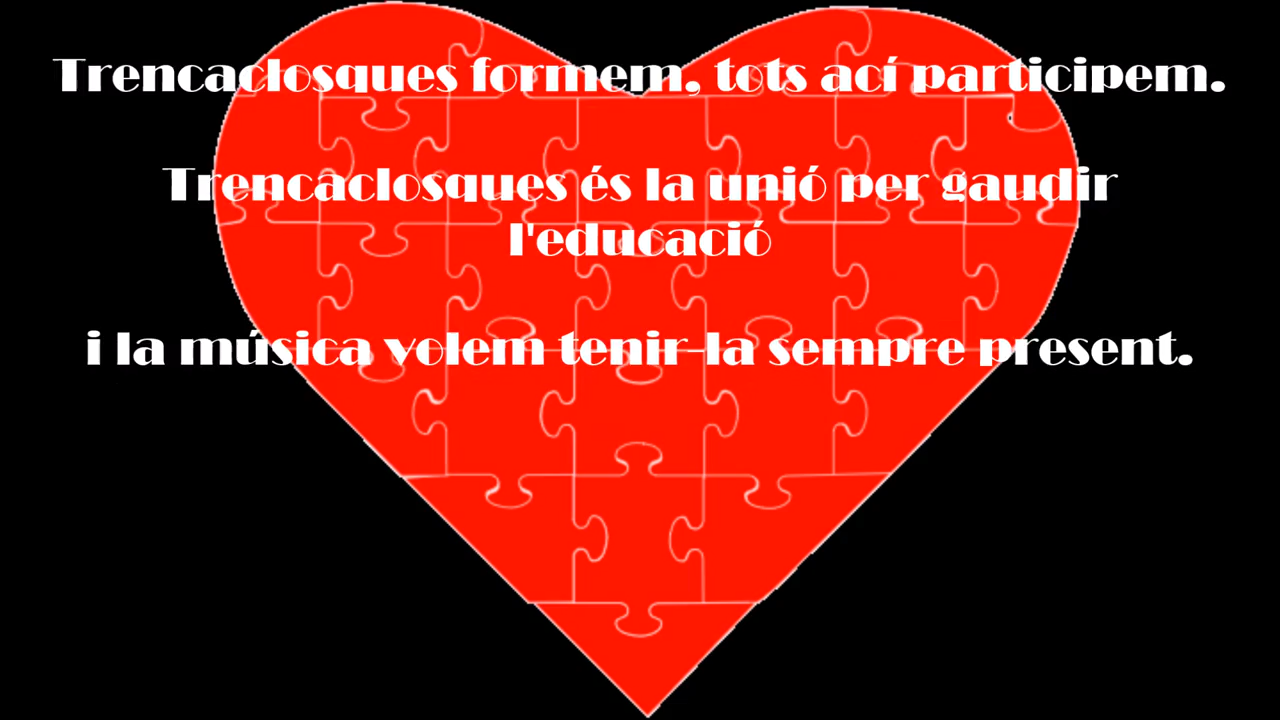 Trencaclosques formem, tots ací participem.
Trencaclosques és la unió per gaudir
l'educació
i la música volem tenir-la sempre present.